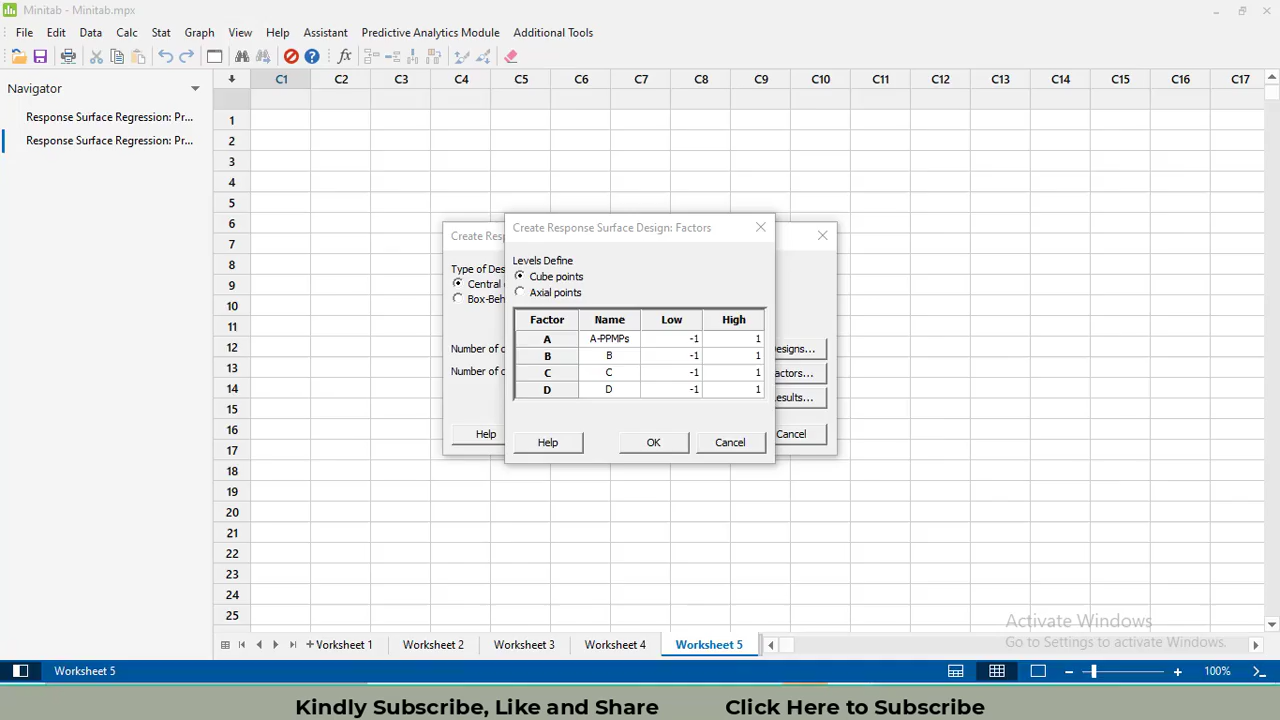 Minitab - Minitab.mpx
File Edit Data Calc Stat Graph View Help Assistant Predictive Analytics Module Additional Tools
fx
Navigator
C1 C2 C3 C4 C5 C6 C7 C8 C9 C10 C11 C12 C13 C14 C15 C16 C17
Response Surface Regression: Pr...
Response Surface Regression: Pr...
1
2
3
4
5
6
7
8
9
10
11
12
13
14
15
16
17
18
19
20
21
22
23
24
25
Create Res
Type of Des
Central
Box-Beh
Number of c
Number of c
Help
esigns...
actors...
esults...
Cancel
Create Response Surface Design: Factors
Levels Define
Cube points
Axial points
Factor Name Low High
A A-PPMPs -1 1
B B -1 1
C C -1 1
D D -1 1
Help OK Cancel
Activate Windows
Go to Settings to activate Windows.
Worksheet 1 Worksheet 2 Worksheet 3 Worksheet 4 Worksheet 5
Worksheet 5 100%
Kindly Subscribe, Like and Share Click Here to Subscribe